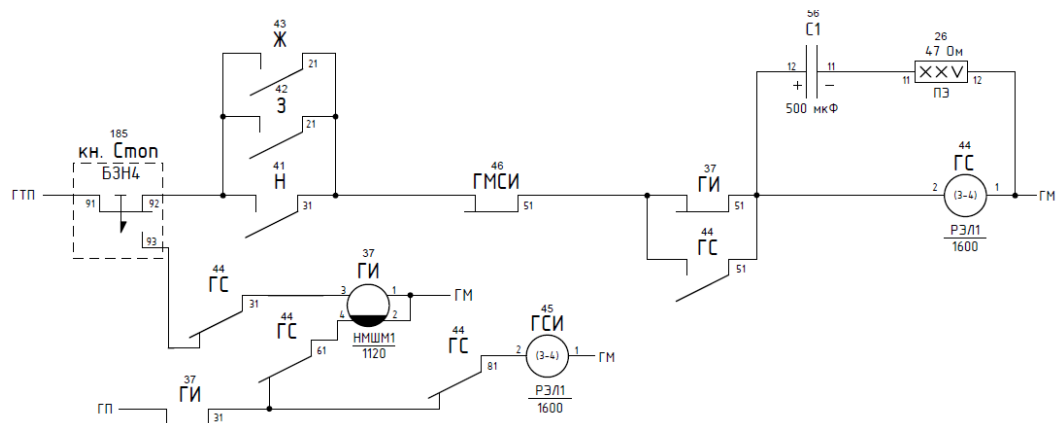 43
Ж
21
42
З
21
41
Н
31
56
C1
12
11
+
−
500 мкФ
26
47 Ом
11
12
ПЭ
185
кн. Стоп
БЗН4
ГТП
91
92
93
46
ГМСИ
51
37
ГИ
51
44
ГС
51
44
ГС
2
(3-4)
1
ГМ
РЭЛ1
1600
44
ГС
31
37
ГИ
3
1
4
2
ГМ
НМШМ1
1120
44
ГС
61
44
ГС
81
45
ГСИ
2
(3-4)
1
ГМ
РЭЛ1
1600
37
ГИ
ГП
31